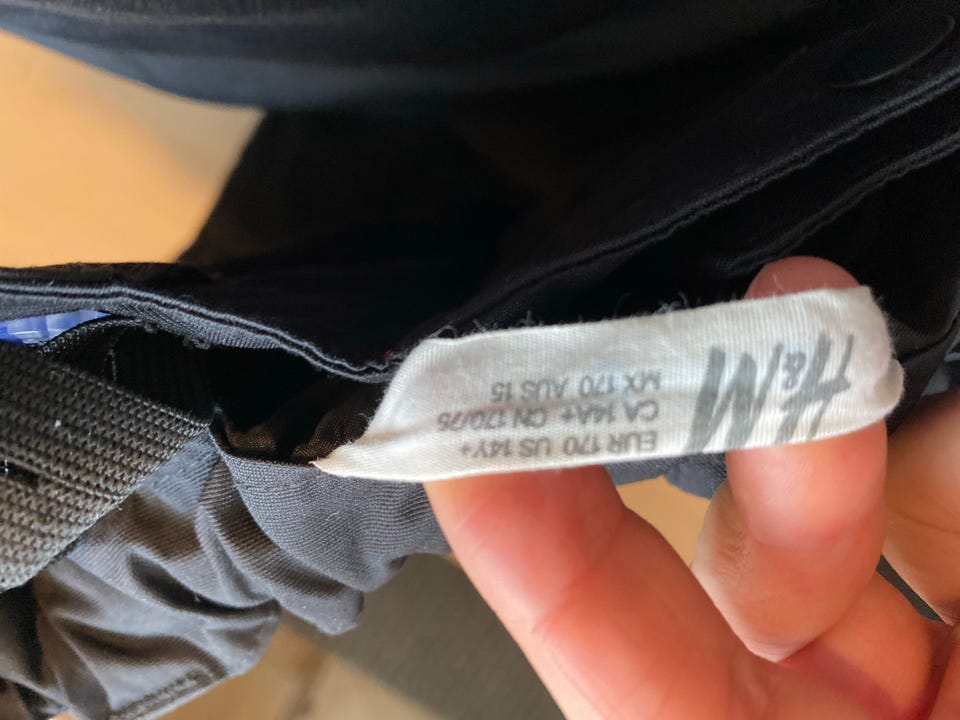 H&M
EUR 170 US 14Y+
CA 14A+ CN 170/75
MX 170 AUS 15